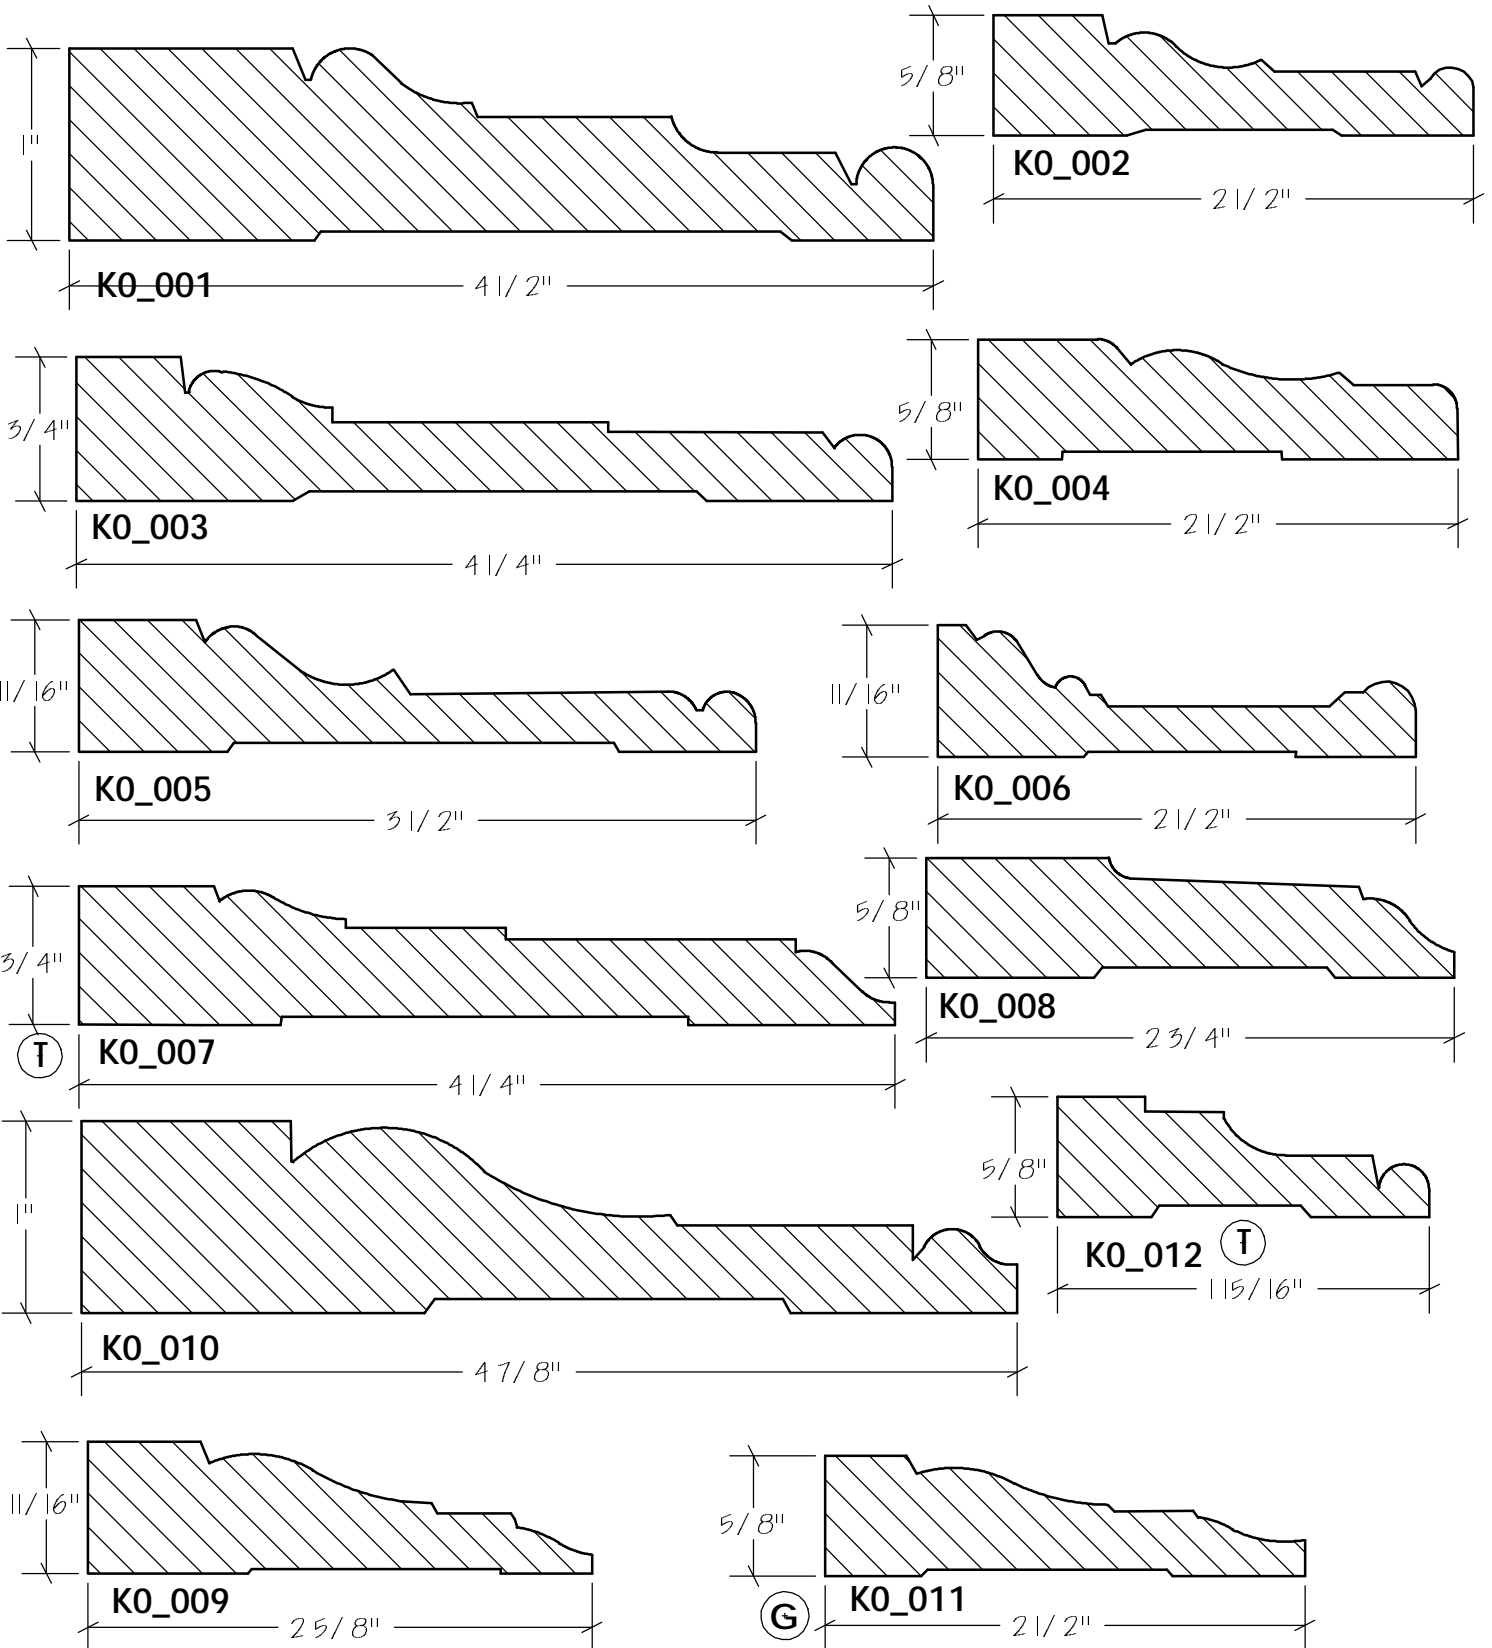 1"
K0_001
4 1/2"
5/8"
K0_002
2 1/2"
3/4"
K0_003
4 1/4"
5/8"
K0_004
2 1/2"
11/16"
K0_005
3 1/2"
11/16"
K0_006
2 1/2"
3/4"
T
K0_007
4 1/4"
5/8"
K0_008
2 3/4"
1"
K0_010
4 7/8"
5/8"
K0_012
T
1 15/16"
11/16"
K0_009
2 5/8"
5/8"
G
K0_011
2 1/2"